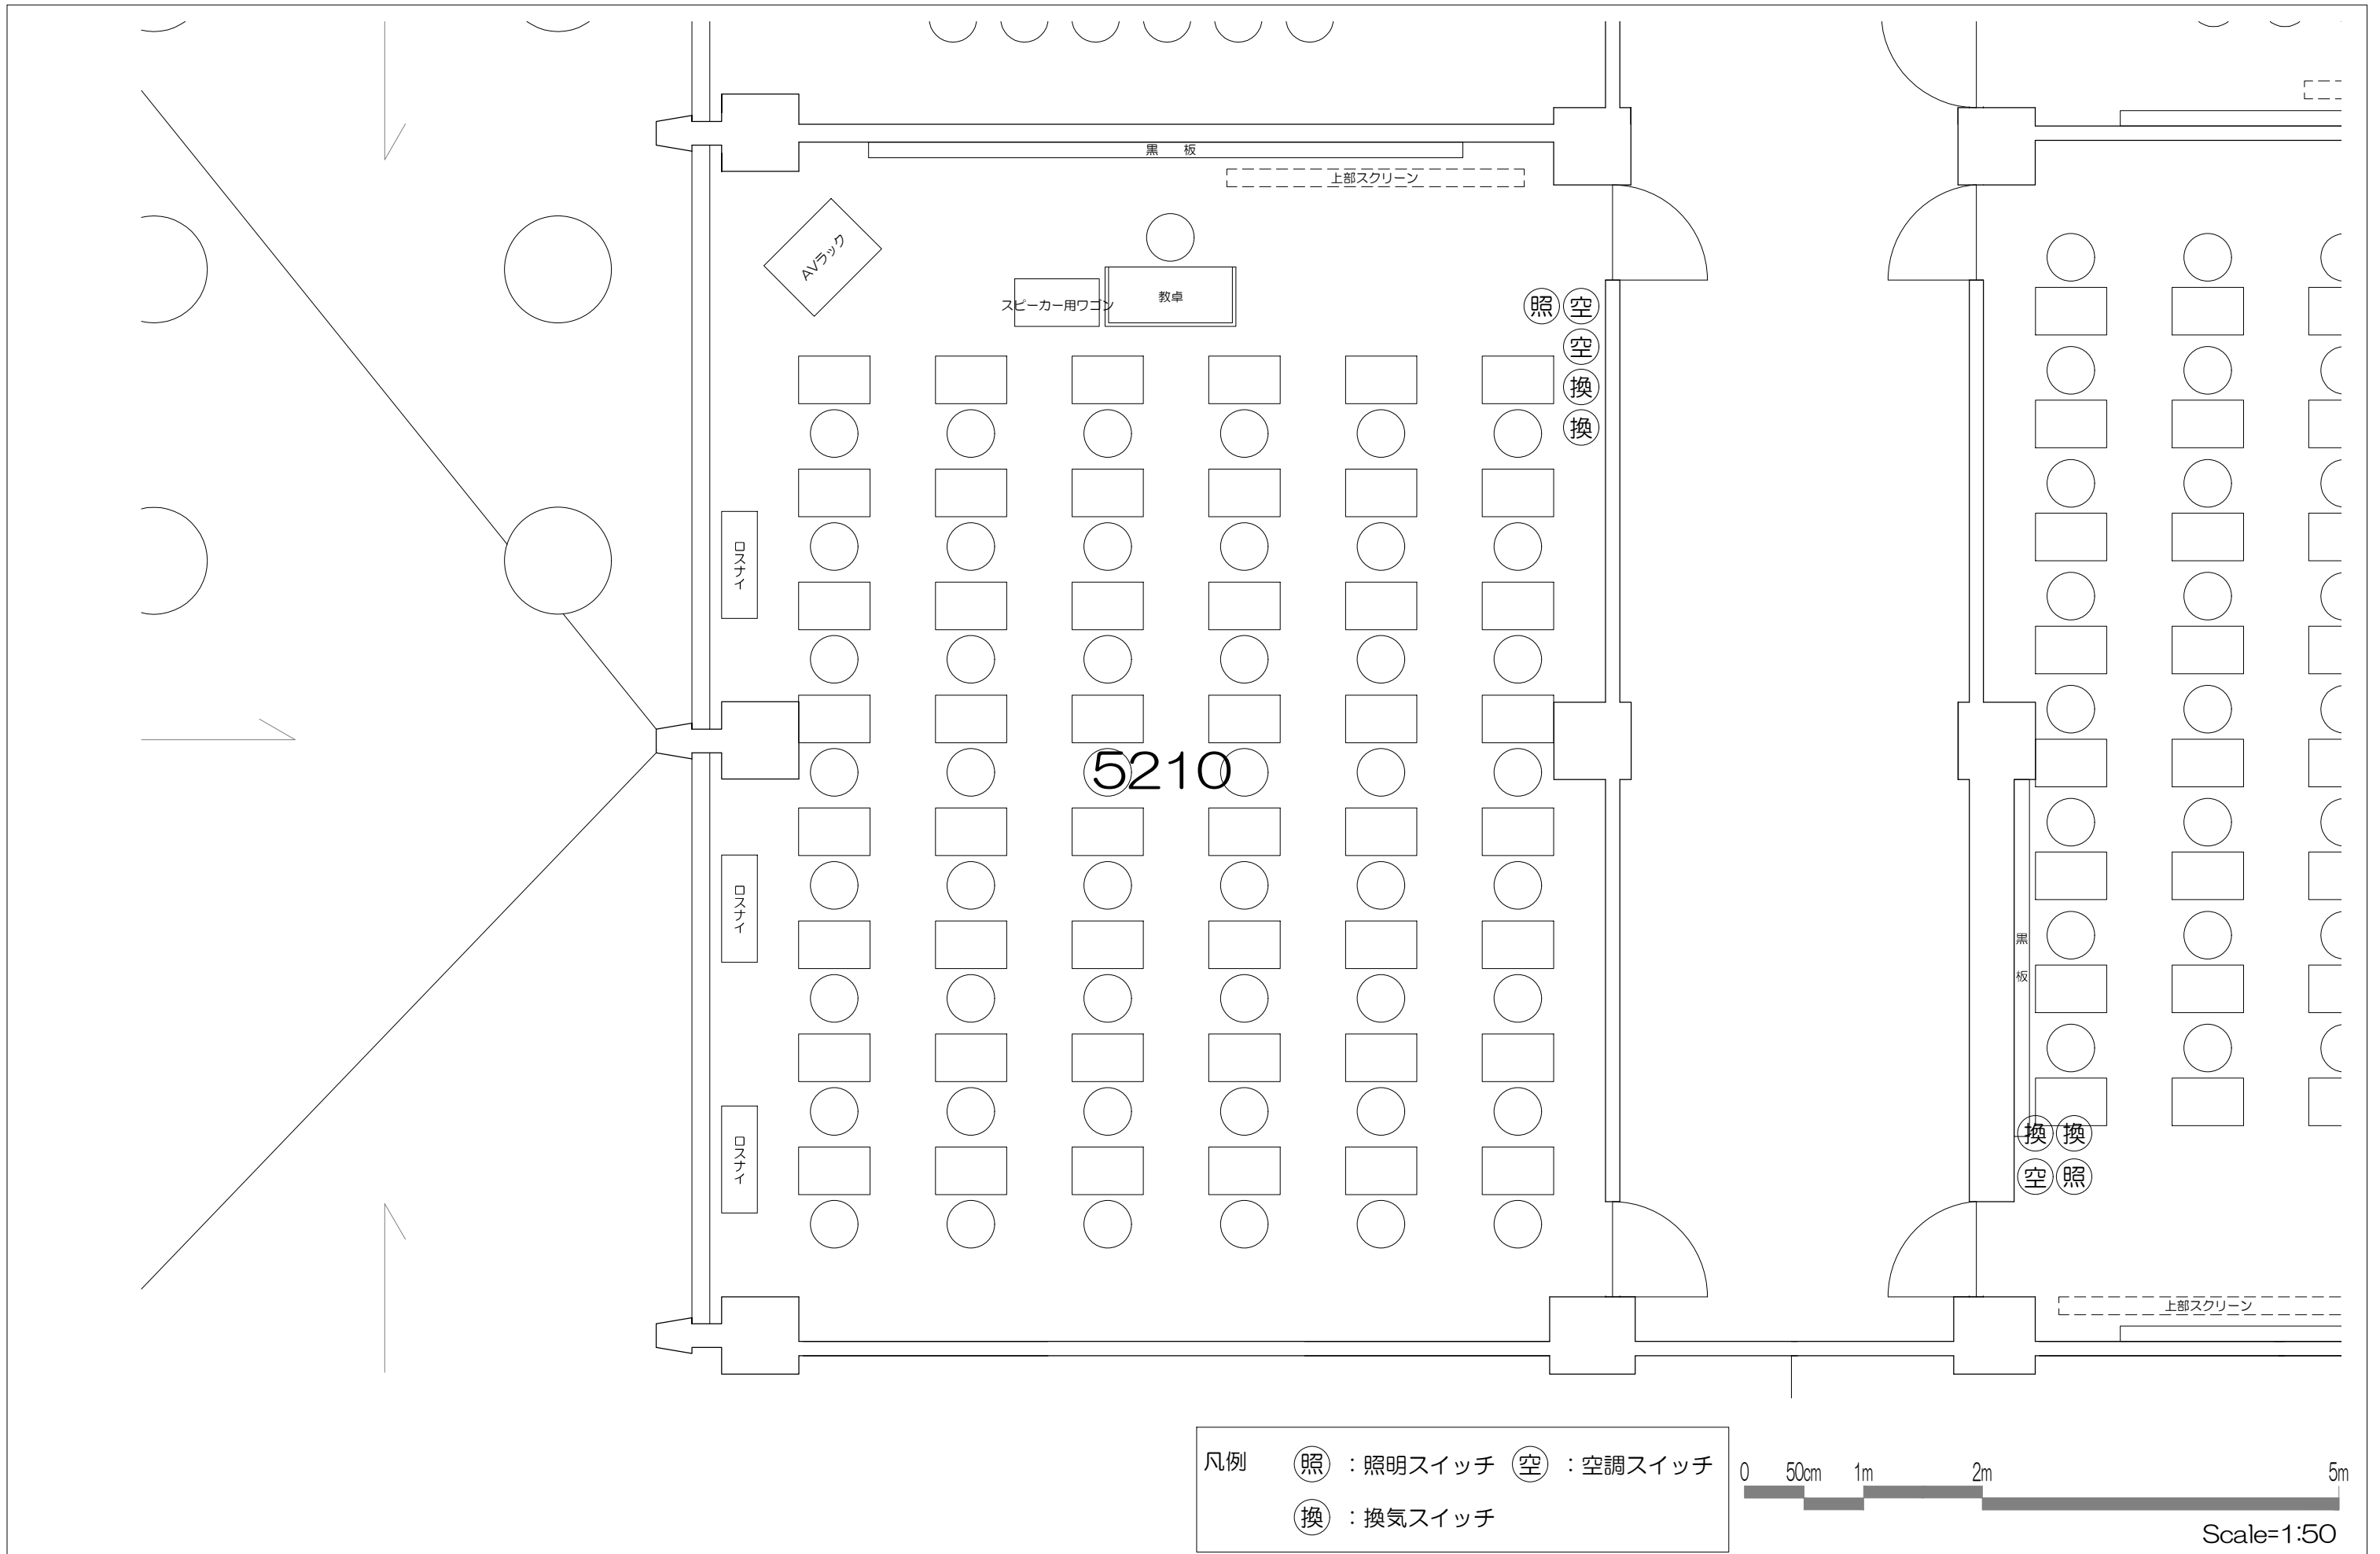 黒 板
上部スクリーン
AVラック
スピーカー用ワゴン
教卓
照 空
空
換
換
ロスナイ
5210
ロスナイ
黒 板
ロスナイ
換 換
空 照
上部スクリーン
凡例 照 : 照明スイッチ 空 : 空調スイッチ
換 : 換気スイッチ
0 50cm 1m 2m 5m
Scale=1:50